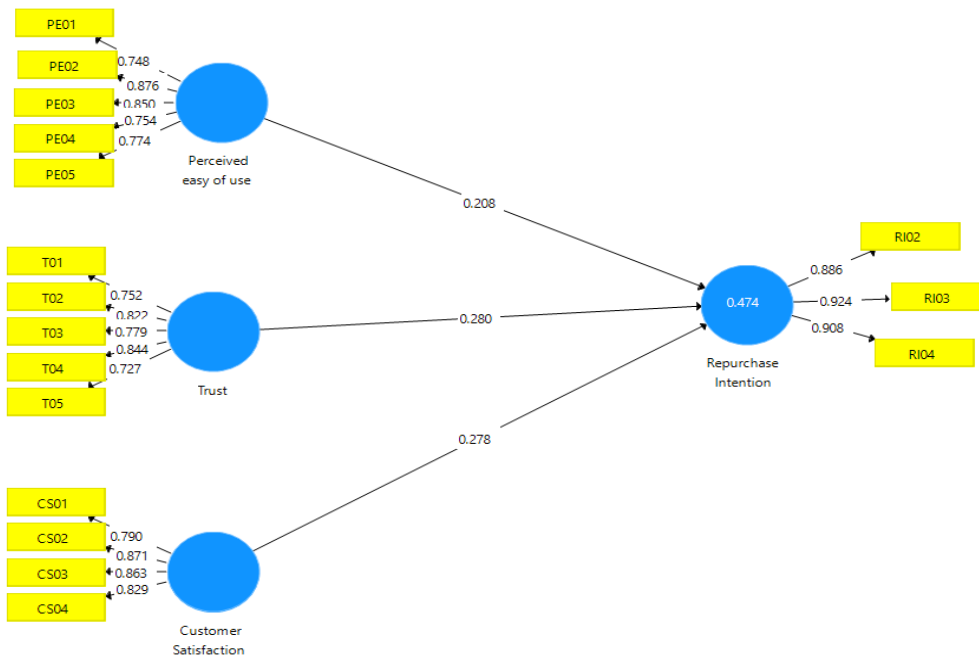 PE01
0.748
PE02
0.876
PE03
0.850
PE04
0.754
PE05
0.774
Perceived
easy of use
0.208
T01
0.752
T02
0.822
T03
0.779
T04
0.844
T05
0.727
Trust
0.280
CS01
0.790
CS02
0.871
CS03
0.863
CS04
0.829
Customer
Satisfaction
0.278
0.474
Repurchase
Intention
0.886
RI02
0.924
RI03
0.908
RI04